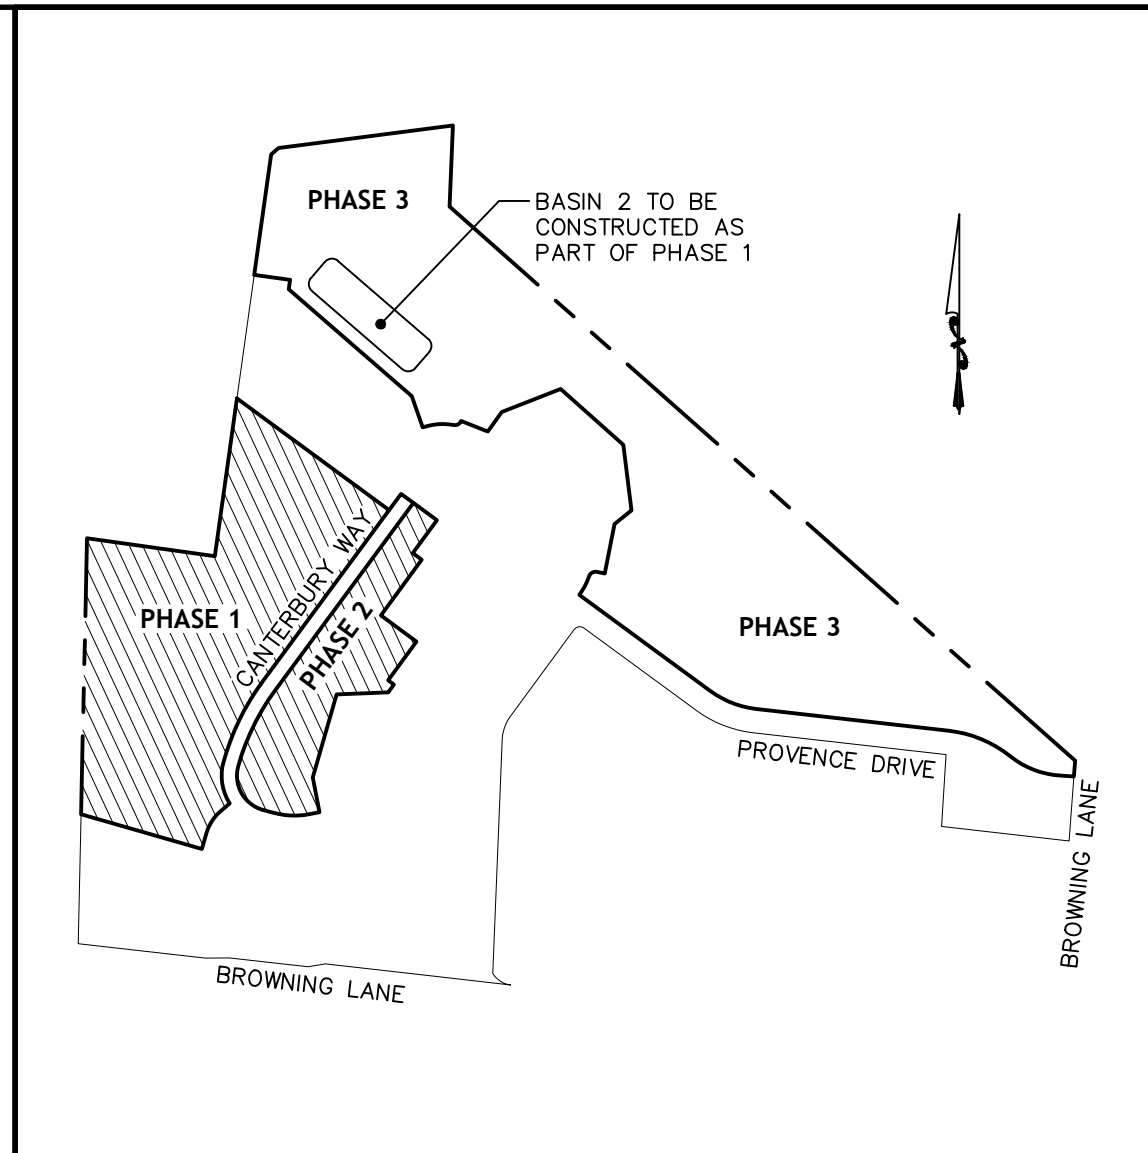 PHASE 3
BASIN 2 TO BE
CONSTRUCTED AS
PART OF PHASE 1
CANTERBURY WAY
PHASE 1
PHASE 2
PHASE 3
PROVENCE DRIVE
BROWNING LANE
BROWNING LANE